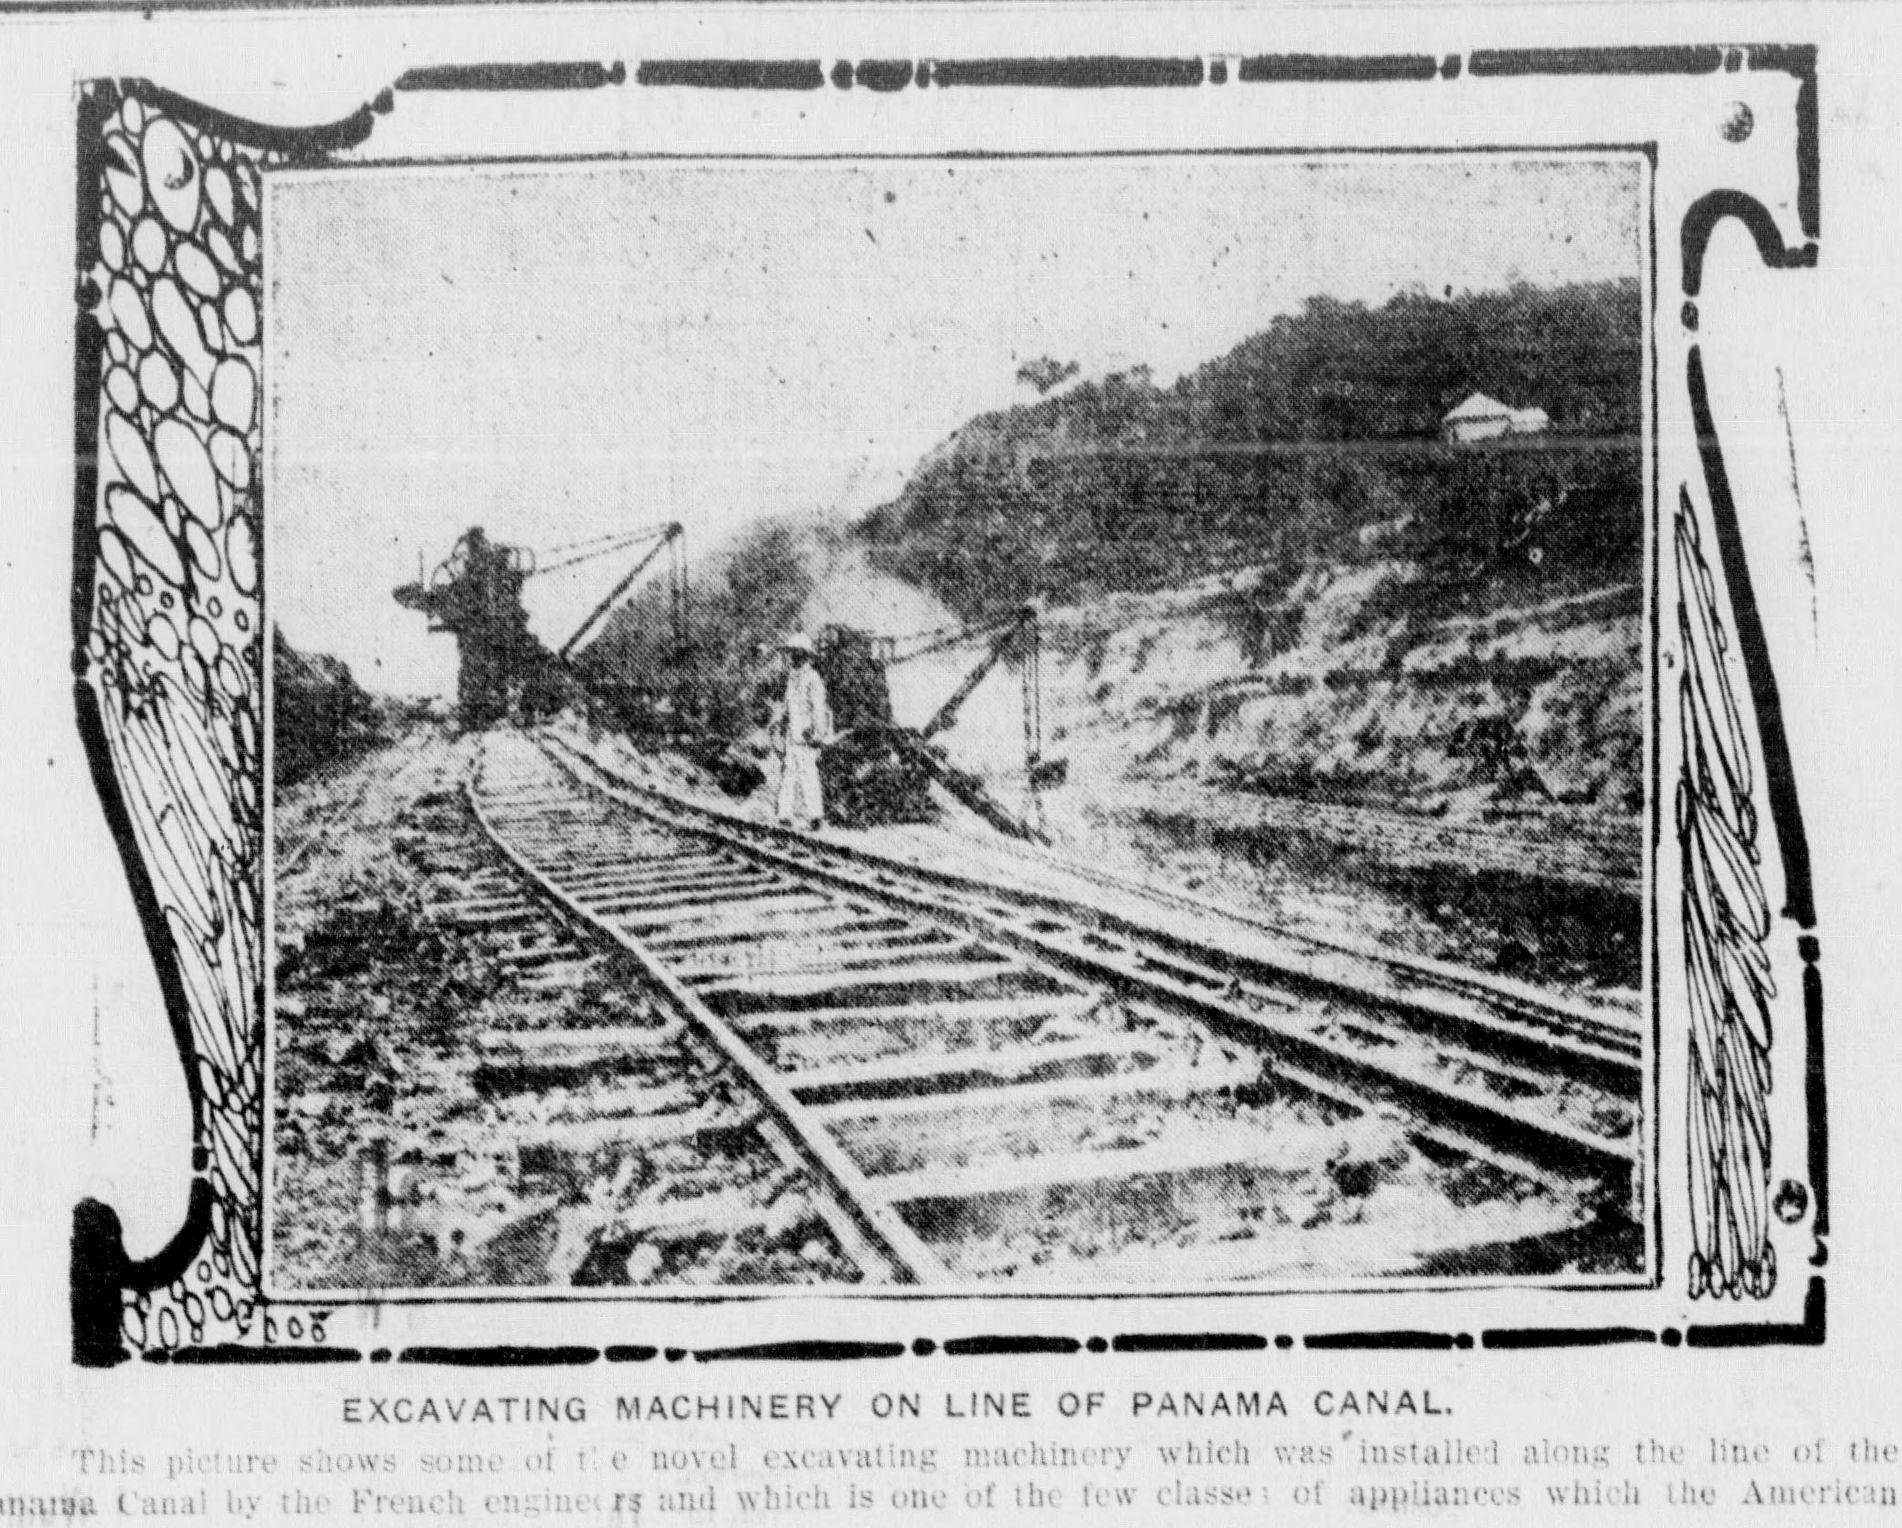 EXCAVATING MACHINERY ON LINE OF PANAMA CANAL.
This picture shows some of the novel excavating machinery which was installed along the line of the
anama Canal by the French engineers and which is one of the few classes of appliances which the American